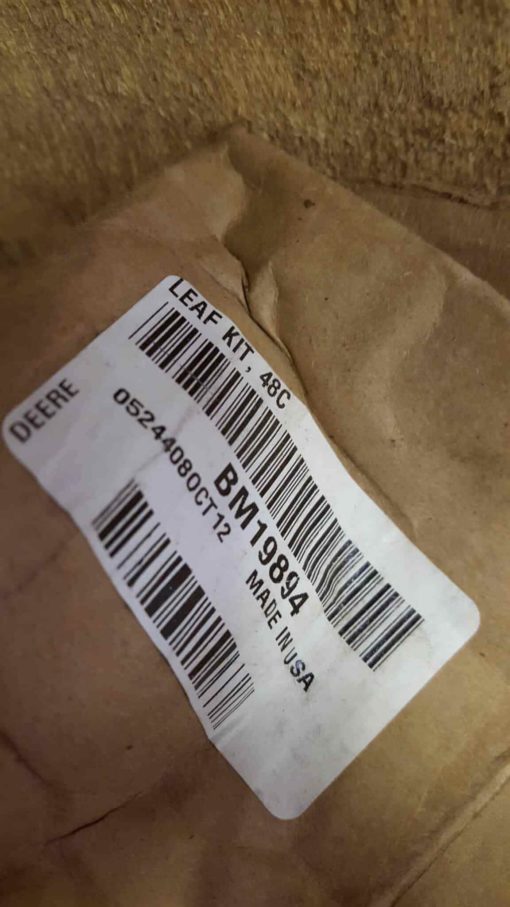 DEERE
LEAF KIT, 48C
BM19894
0524408OCT12
MADE IN USA